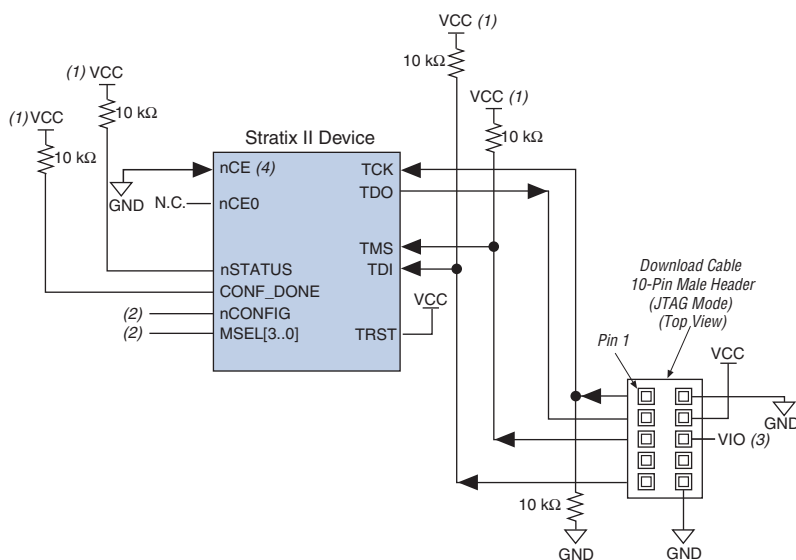 VCC (1)
10 kΩ
(1) VCC
10 kΩ
(1) VCC
10 kΩ
VCC (1)
10 kΩ
Stratix II Device
nCE (4)
GND
N.C.
nCE0
nSTATUS
CONF_DONE
(2)
nCONFIG
(2)
MSEL[3..0]
TCK
TDO
TMS
TDI
TRST
VCC
Download Cable
10-Pin Male Header
(JTAG Mode)
(Top View)
Pin 1
VCC
GND
VIO (3)
10 kΩ
GND
GND